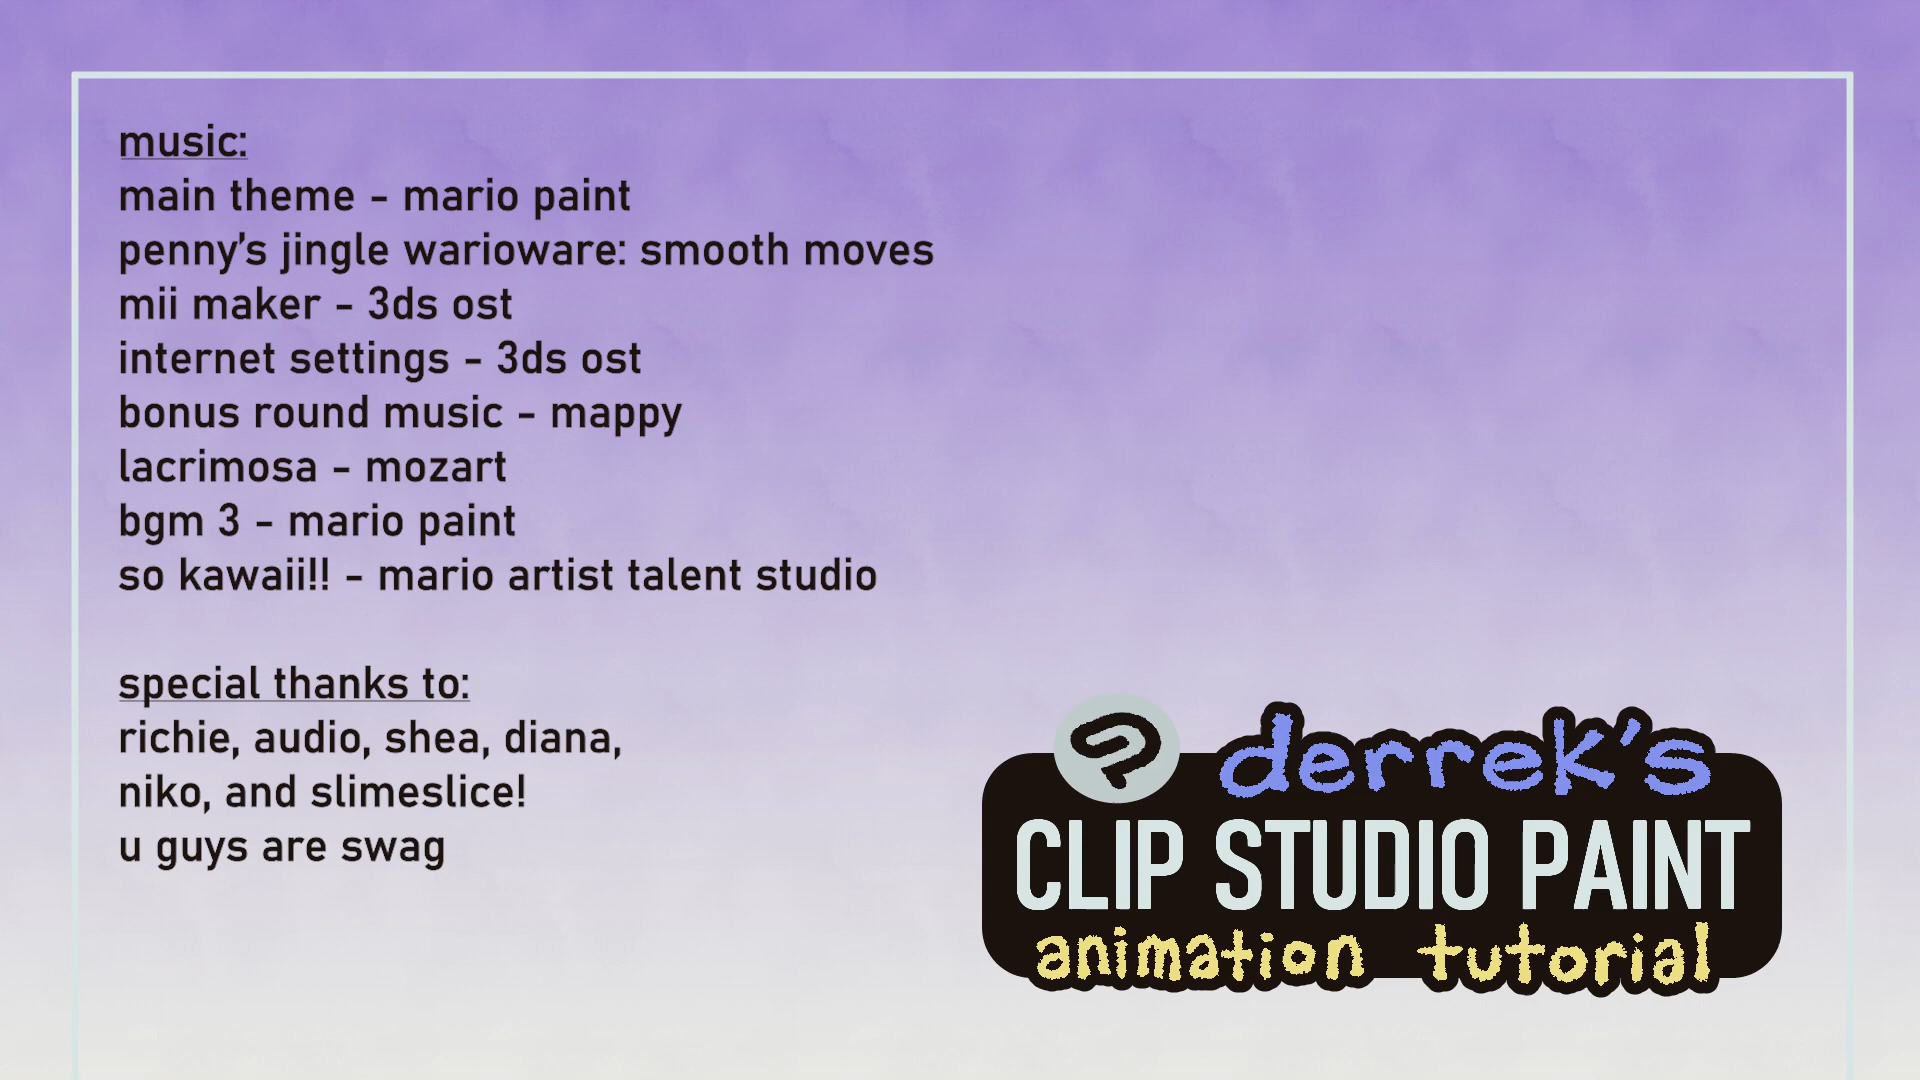 music:
main theme - mario paint
penny’s jingle warioware: smooth moves
mii maker - 3ds ost
internet settings - 3ds ost
bonus round music - mappy
lacrimosa - mozart
bgm 3 - mario paint
so kawaii!! - mario artist talent studio
special thanks to:
richie, audio, shea, diana,
niko, and slimeslice!
u guys are swag
derrek’s
CLIP STUDIO PAINT
animation tutorial